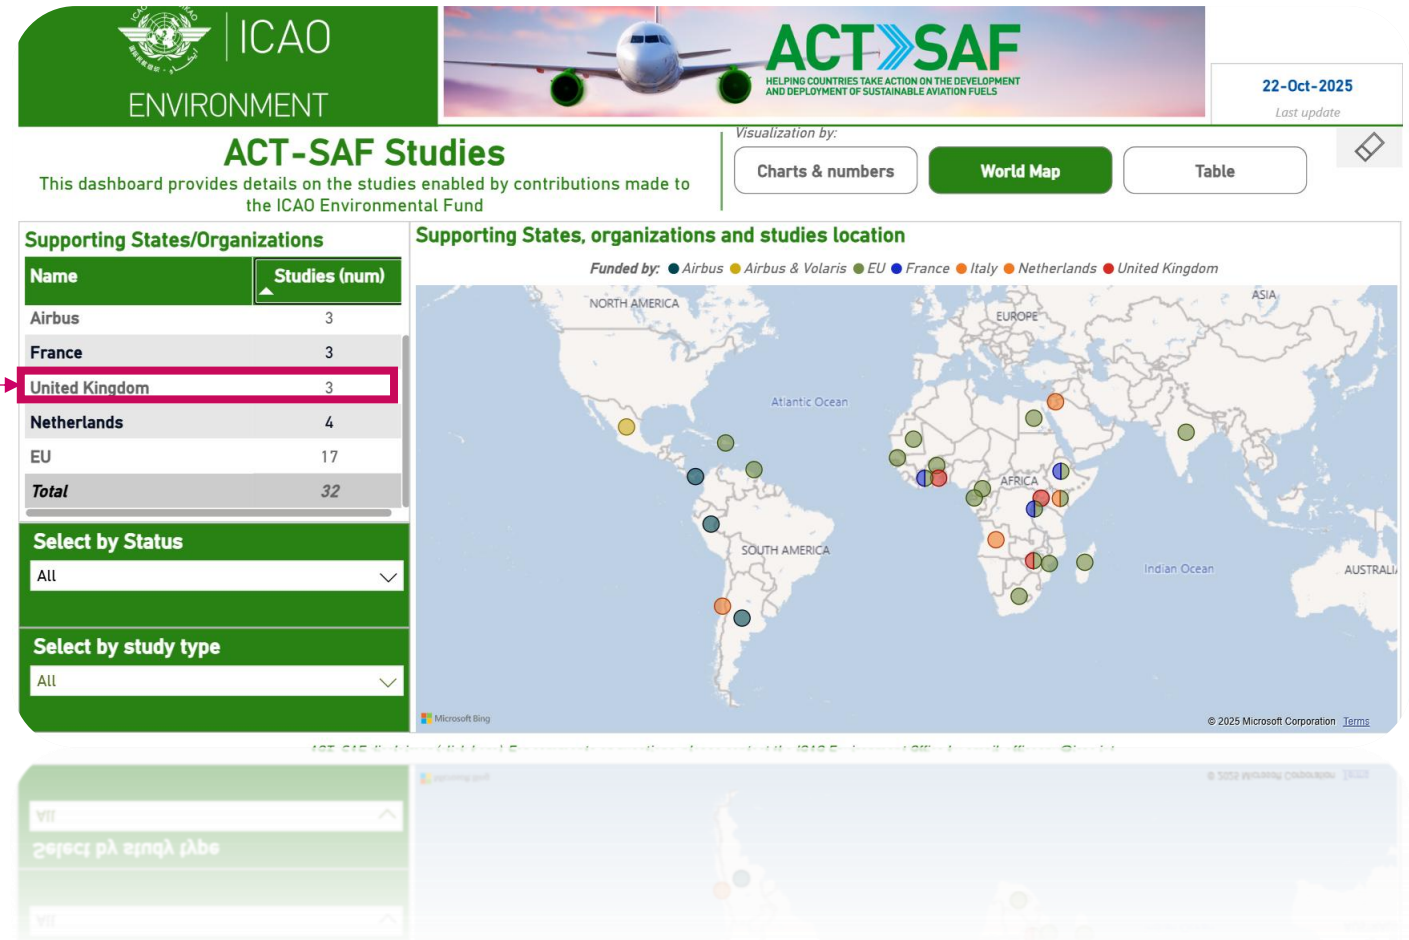 ICAO
ENVIRONMENT
ACT SAF
HELPING COUNTRIES TAKE ACTION ON THE DEVELOPMENT
AND DEPLOYMENT OF SUSTAINABLE AVIATION FUELS
22-Oct-2025
Last update
ACT-SAF Studies
This dashboard provides details on the studies enabled by contributions made to
the ICAO Environmental Fund
Visualization by:
Charts & numbers
World Map
Table
Supporting States/Organizations
Name Studies (num)
Airbus 3
France 3
United Kingdom 3
Netherlands 4
EU 17
Total 32
Select by Status
All
Select by study type
All
Supporting States, organizations and studies location
Funded by: Airbus Airbus & Volaris EU France Italy Netherlands United Kingdom
NORTH AMERICA
EUROPE
ASIA
Atlantic Ocean
AFRICA
SOUTH AMERICA
Indian Ocean
AUSTRALI
Microsoft Bing
© 2025 Microsoft Corporation Terms